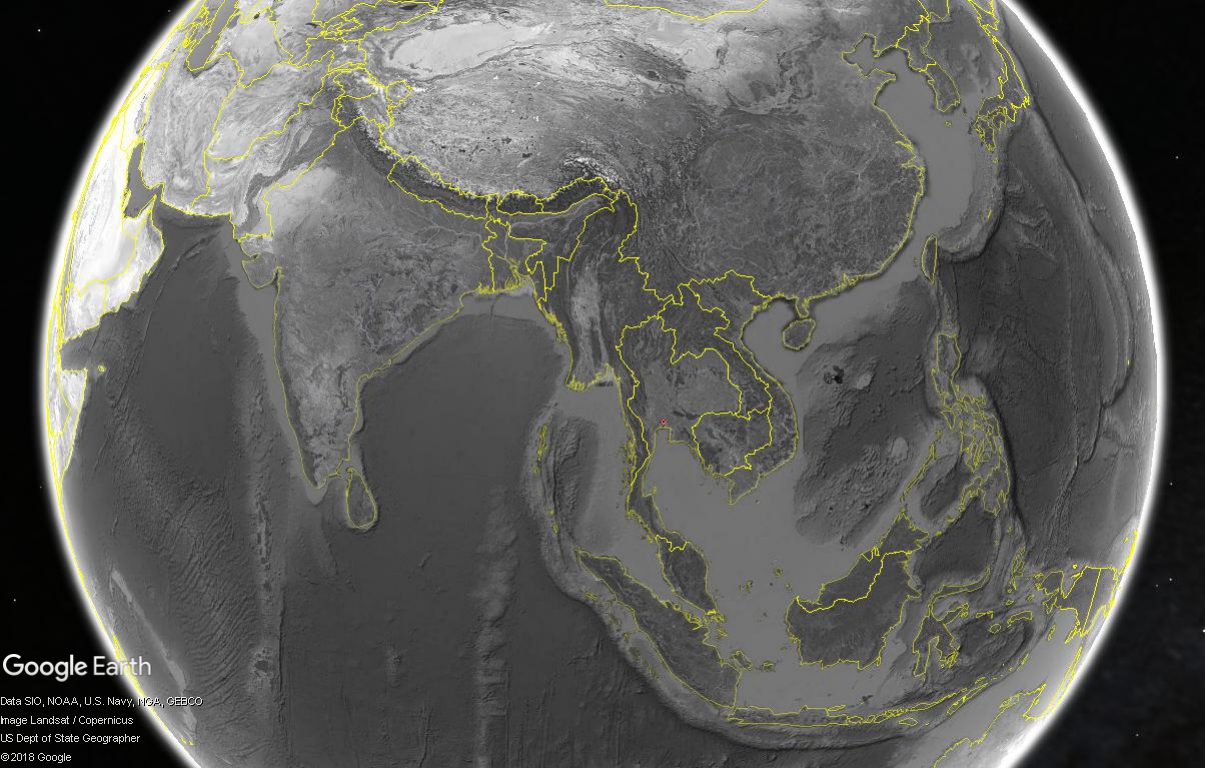 Google Earth
Data SIO, NOAA, U.S. Navy, NGA, GEBCO
Image Landsat / Copernicus
US Dept of State Geographer
©2018 Google